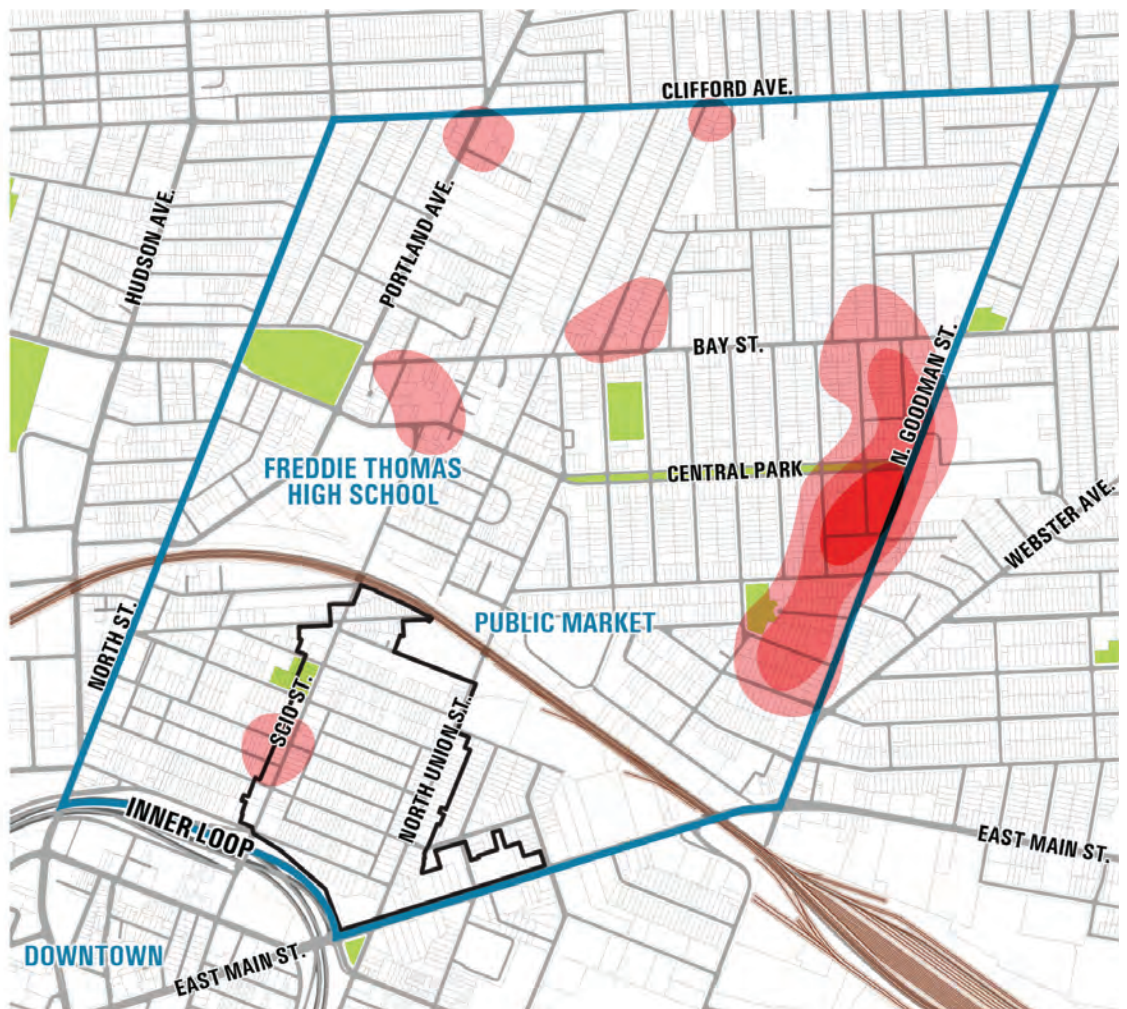 CLIFFORD AVE.
HUDSON AVE.
PORTLAND AVE.
BAY ST.
N. GOODMAN ST.
FREDDIE THOMAS
HIGH SCHOOL
CENTRAL PARK
WEBSTER AVE.
NORTH ST.
PUBLIC MARKET
SCIO ST.
NORTH UNION ST.
INNER LOOP
EAST MAIN ST.
DOWNTOWN
EAST MAIN ST.